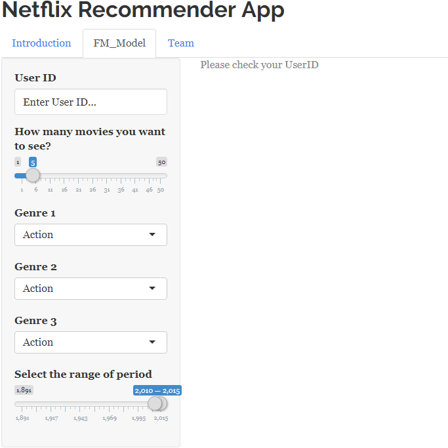 Netflix Recommender App
Introduction
FM_Model
Team
Please check your UserID
User ID
Enter User ID...
How many movies you want
to see?
1 5 50
1 6 11 16 21 26 31 36 41 46 50
Genre 1
Action
Genre 2
Action
Genre 3
Action
Select the range of period
1,891 2,010 — 2,015
1,891 1,917 1,943 1,969 1,995 2,015